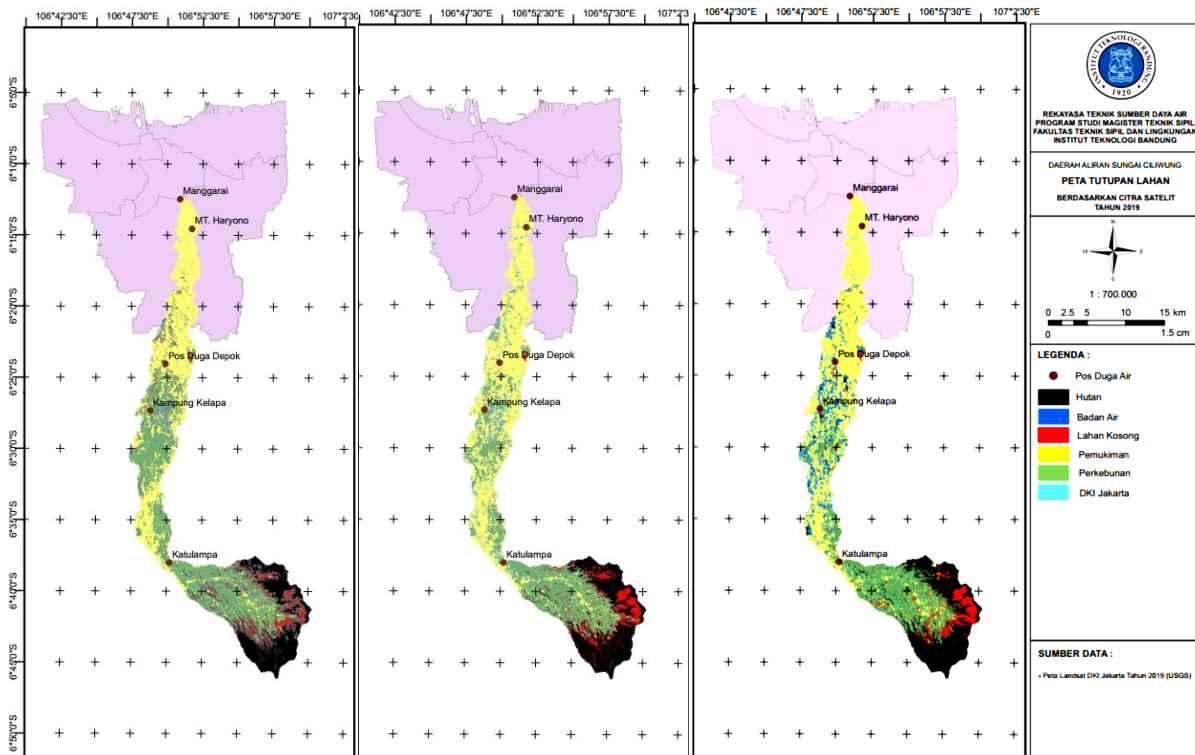 106°42'30"E 106°47'30"E 106°52'30"E 106°57'30"E 107°2'30"E
106°42'30"E 106°47'30"E 106°52'30"E 106°57'30"E 107°2'30"E
106°42'30"E 106°47'30"E 106°52'30"E 106°57'30"E 107°2'30"E
6°5'0"S
6°10'0"S
6°15'0"S
6°20'0"S
6°25'0"S
6°30'0"S
6°35'0"S
6°40'0"S
6°45'0"S
6°50'0"S
Manggarai
MT. Haryono
Pos Duga Depok
Kampung Kelapa
Katulampa
Manggarai
MT. Haryono
Pos Duga Depok
Kampung Kelapa
Katulampa
Manggarai
MT. Haryono
Pos Duga Depok
Kampung Kelapa
Katulampa
INSTITUT TEKNOLOGI BANDUNG
1920
REKAYASA TEKNIK SUMBER DAYA AIR
PROGRAM STUDI MAGISTER TEKNIK SIPIL
FAKULTAS TEKNIK SIPIL DAN LINGKUNGAN
INSTITUT TEKNOLOGI BANDUNG
DAERAH ALIRAN SUNGAI CILIWUNG
PETA TUTUPAN LAHAN
BERDASARKAN CITRA SATELIT
TAHUN 2019
N
W E
S
1 : 700.000
0 2.5 5 10 15 km
0 1.5 cm
LEGENDA :
Pos Duga Air
Hutan
Badan Air
Lahan Kosong
Pemukiman
Perkebunan
DKI Jakarta
SUMBER DATA :
- Peta Landsat DKI Jakarta Tahun 2019 (USGS)